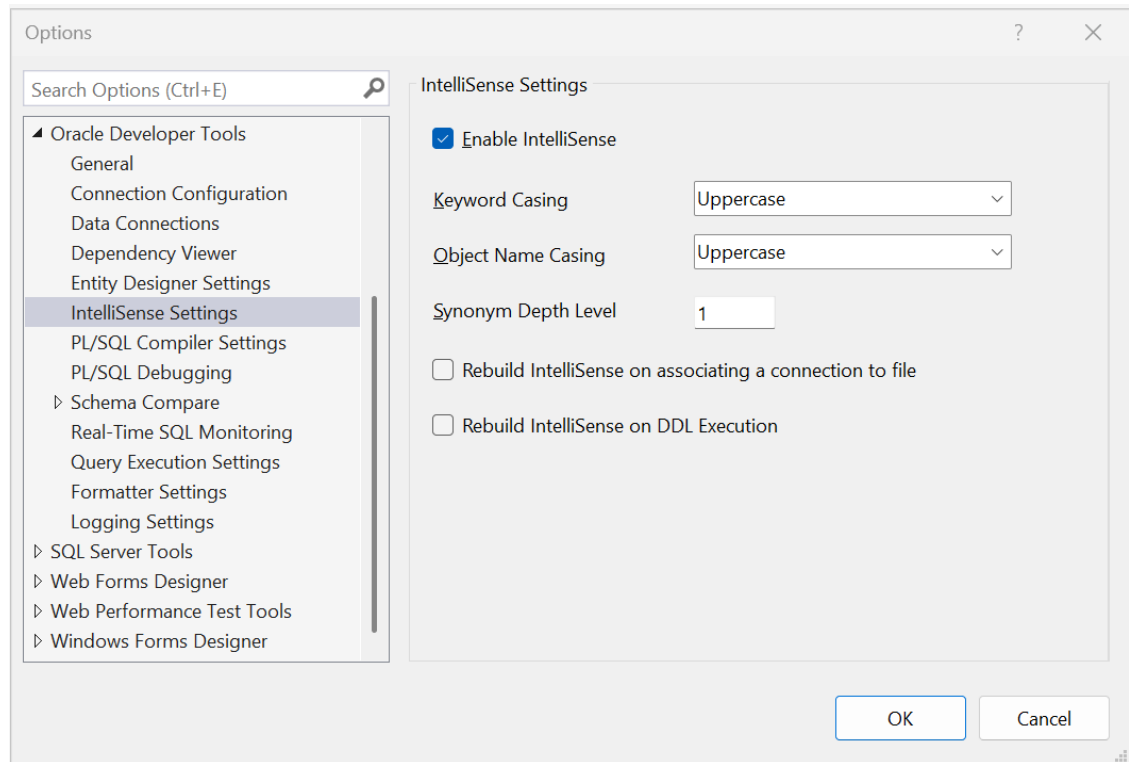 Options
?
Search Options (Ctrl+E)
Oracle Developer Tools
General
Connection Configuration
Data Connections
Dependency Viewer
Entity Designer Settings
IntelliSense Settings
PL/SQL Compiler Settings
PL/SQL Debugging
Schema Compare
Real-Time SQL Monitoring
Query Execution Settings
Formatter Settings
Logging Settings
SQL Server Tools
Web Forms Designer
Web Performance Test Tools
Windows Forms Designer
IntelliSense Settings
Enable IntelliSense
Keyword Casing Uppercase
Object Name Casing Uppercase
Synonym Depth Level 1
Rebuild IntelliSense on associating a connection to file
Rebuild IntelliSense on DDL Execution
OK Cancel